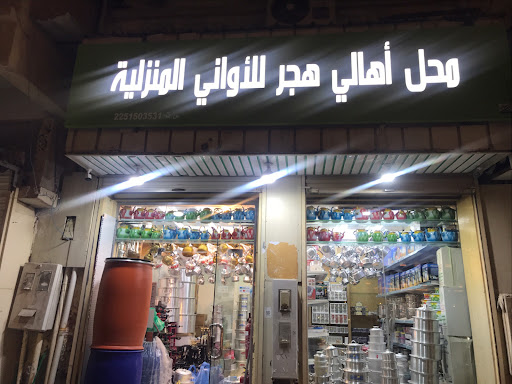 محل أهالي هجر للأواني المنزلية